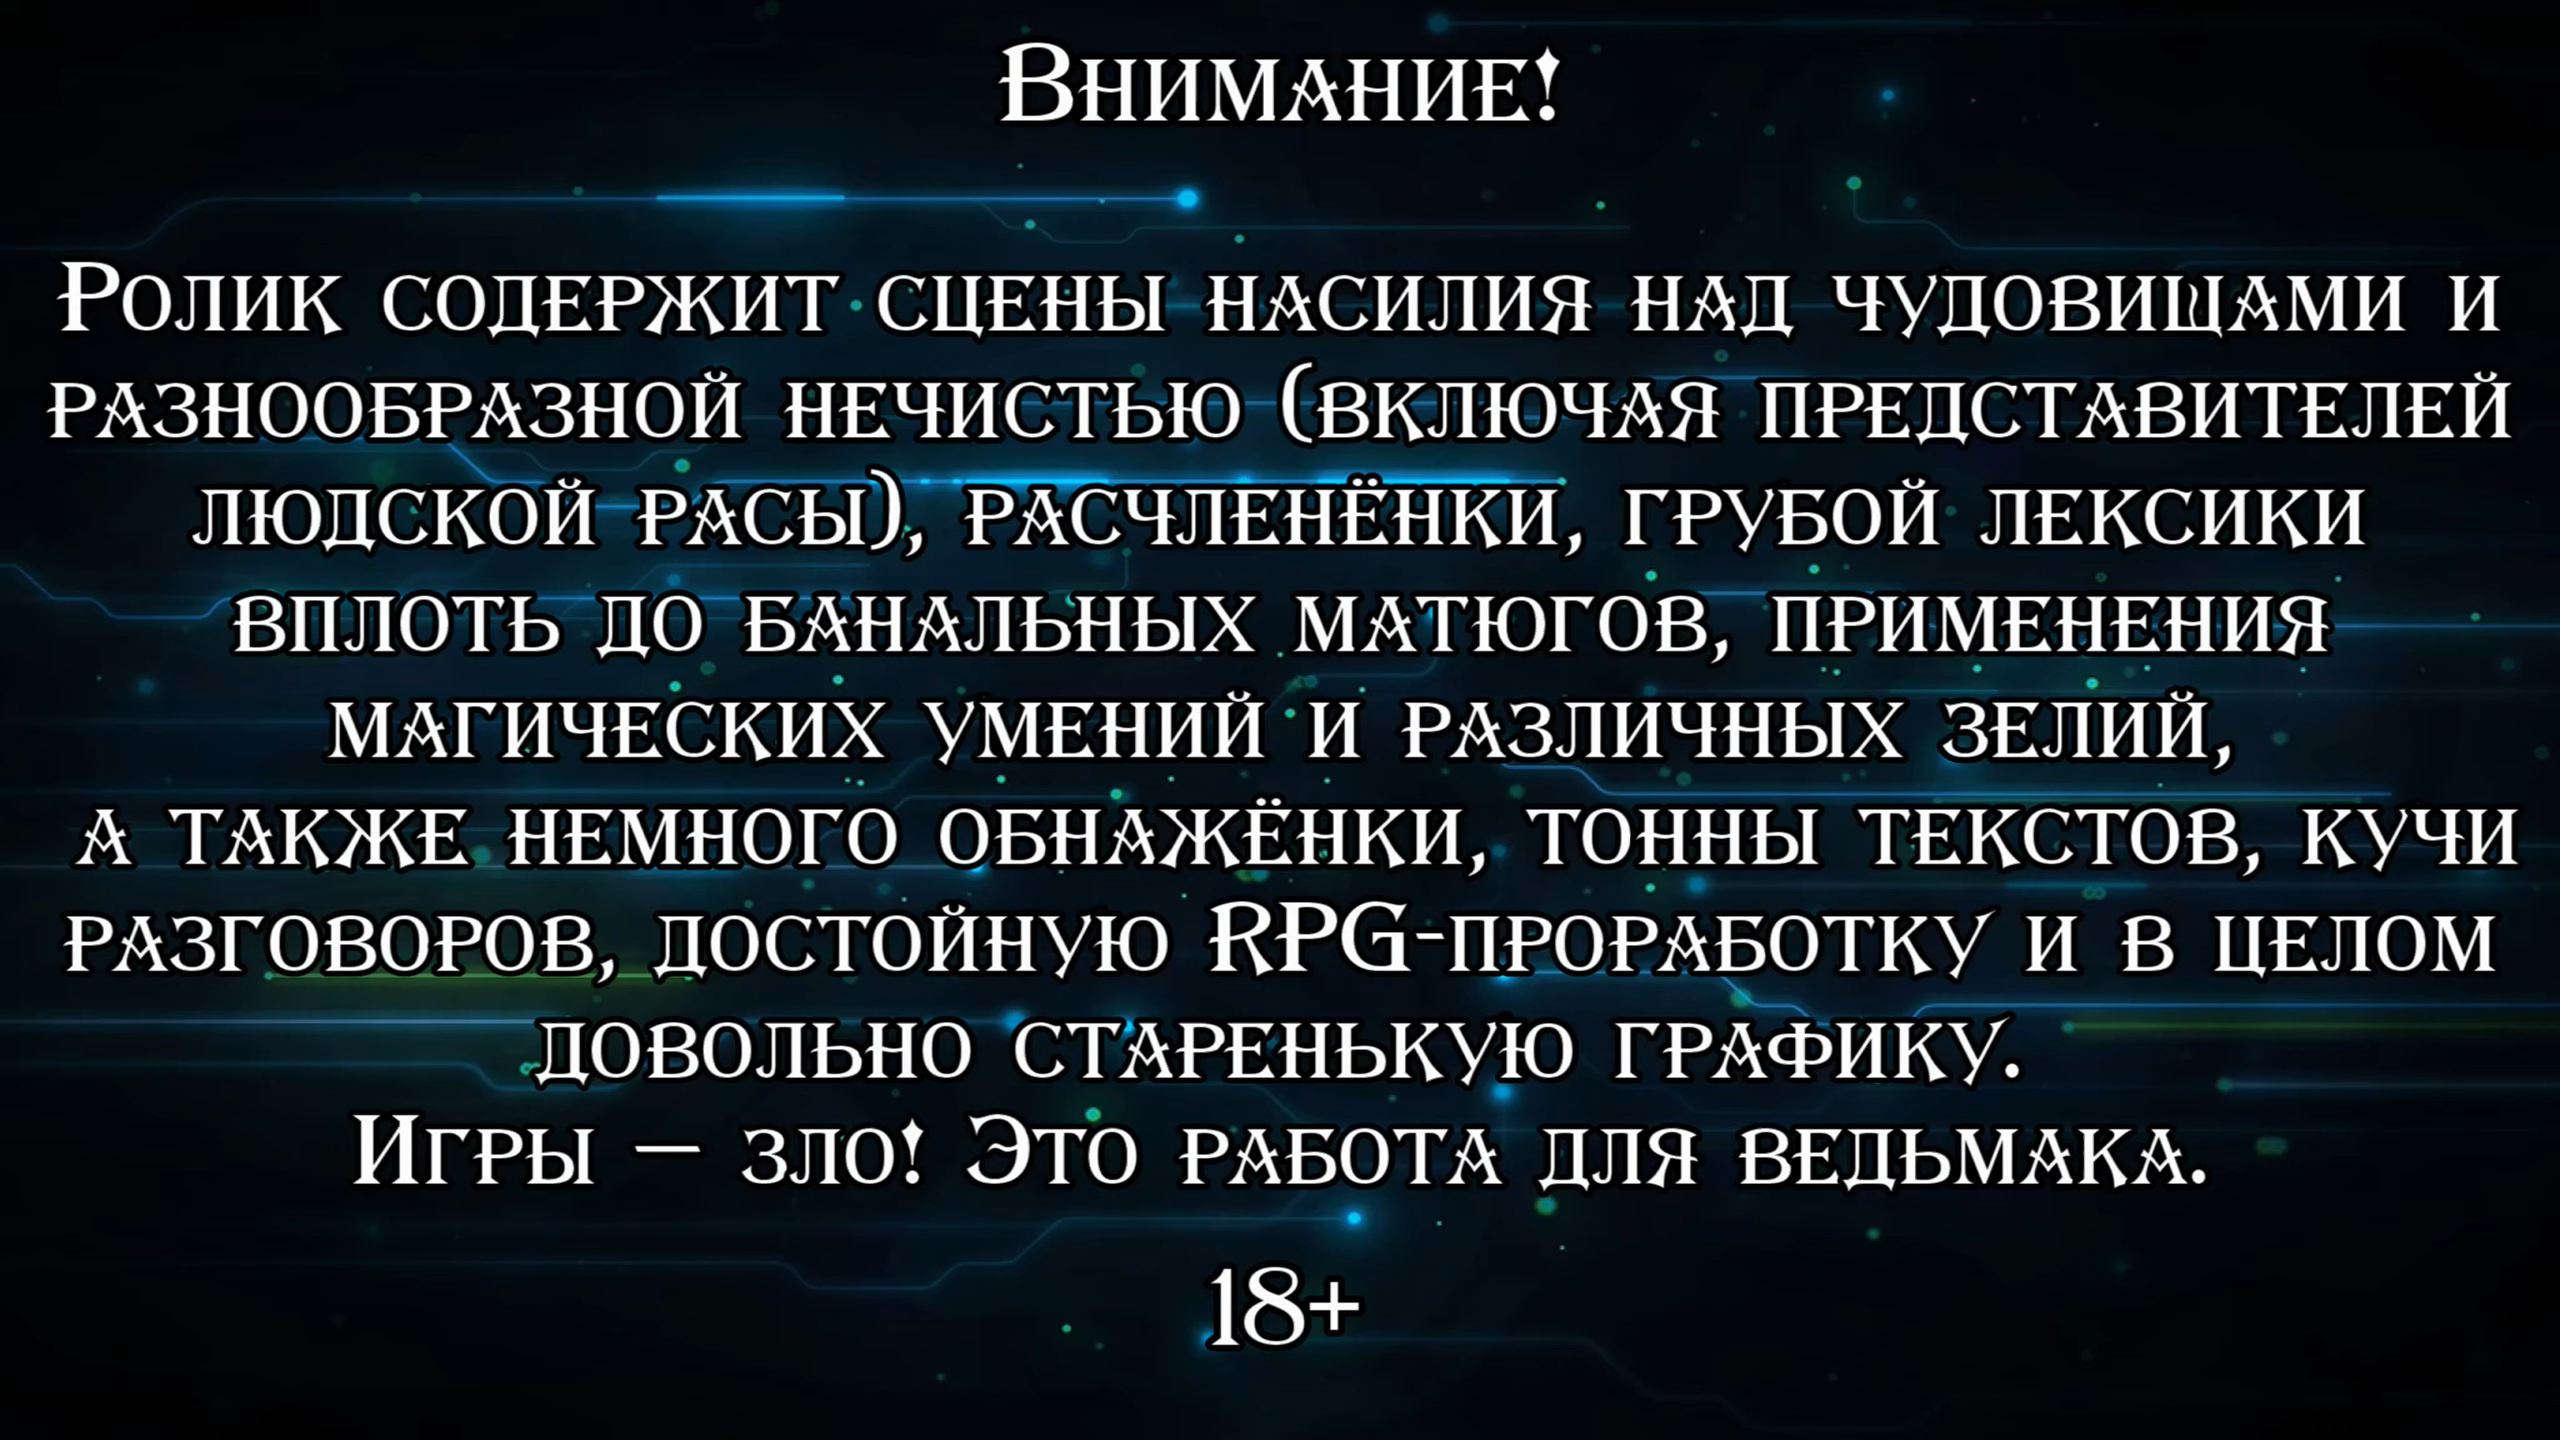 Внимание!
Ролик содержит сцены насилия над чудовищами и
разнообразной нечистью (включая представителей
людской расы), расчленёнки, грубой лексики
вплоть до банальных матюгов, применения
магических умений и различных зелий,
а также немного обнажёнки, тонны текстов, кучи
разговоров, достойную RPG-проработку и в целом
довольно старенькую графику.
Игры — зло! Это работа для ведьмака.
18+